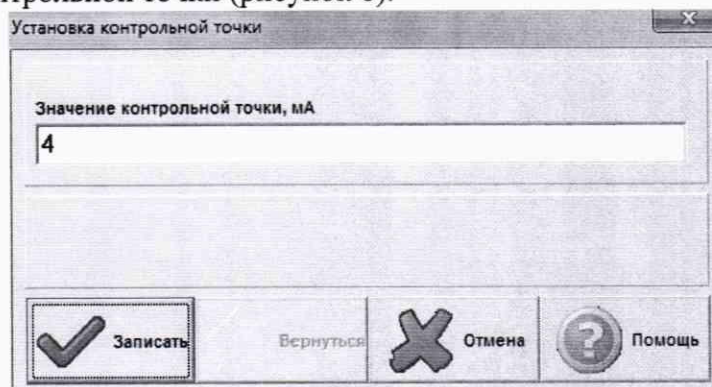 Установка контрольной точки
Значение контрольной точки, мА
4
Записать
Вернуться
Отмена
Помощь